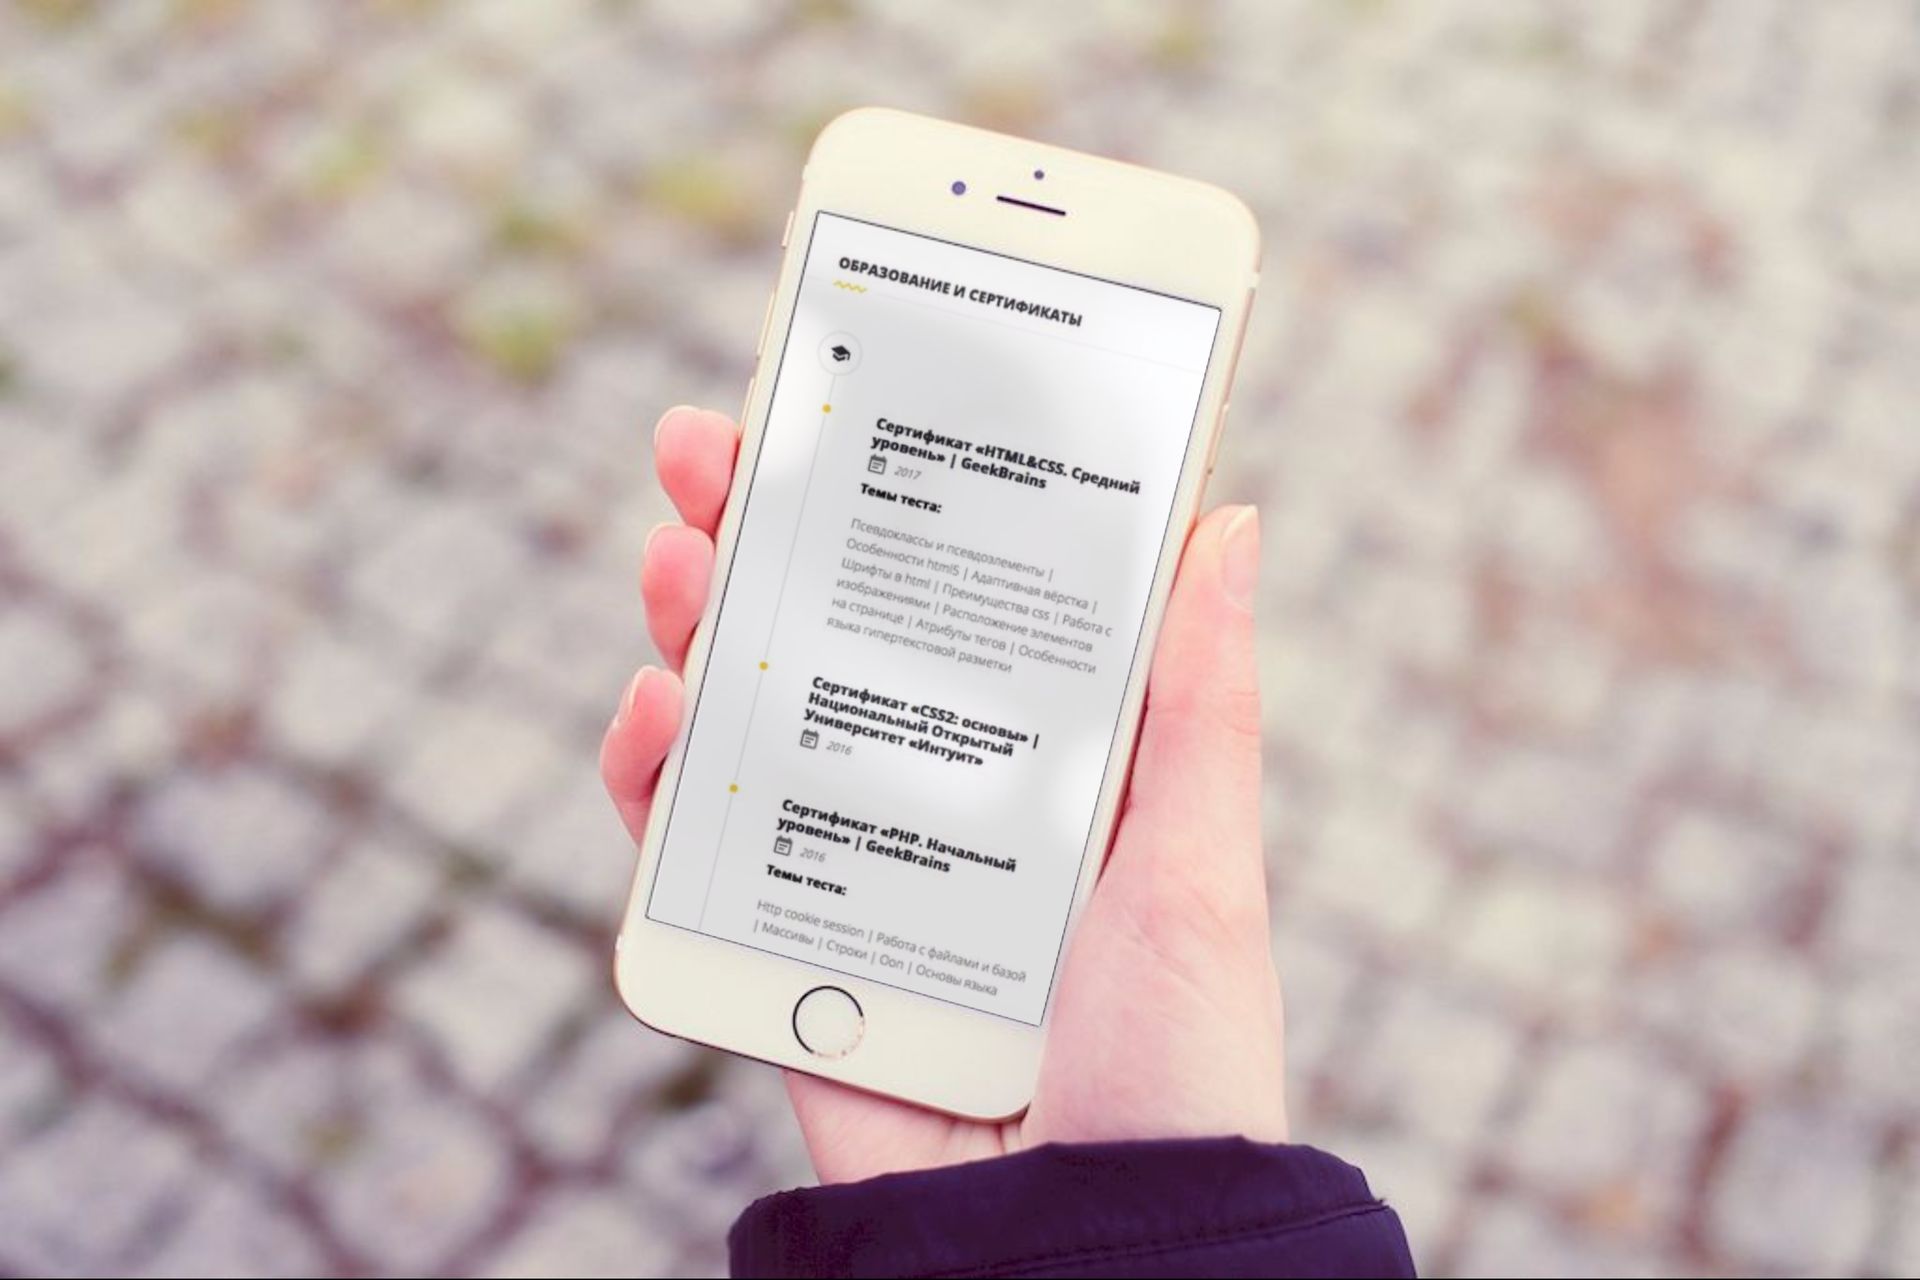 ОБРАЗОВАНИЕ И СЕРТИФИКАТЫ
Сертификат «HTML&CSS. Средний
уровень» | GeekBrains
2017
Темы теста:
Псевдоклассы и псевдоэлементы |
Особенности html5 | Адаптивная вёрстка |
Шрифты в html | Преимущества css | Работа с
изображениями | Расположение элементов
на странице | Атрибуты тегов | Особенности
языка гипертекстовой разметки
Сертификат «CSS2: основы» |
Национальный Открытый
Университет «Интуит»
2016
Сертификат «PHP. Начальный
уровень» | GeekBrains
2016
Темы теста:
Http cookie session | Работа с файлами и базой
| Массивы | Строки | Ооп | Основы языка